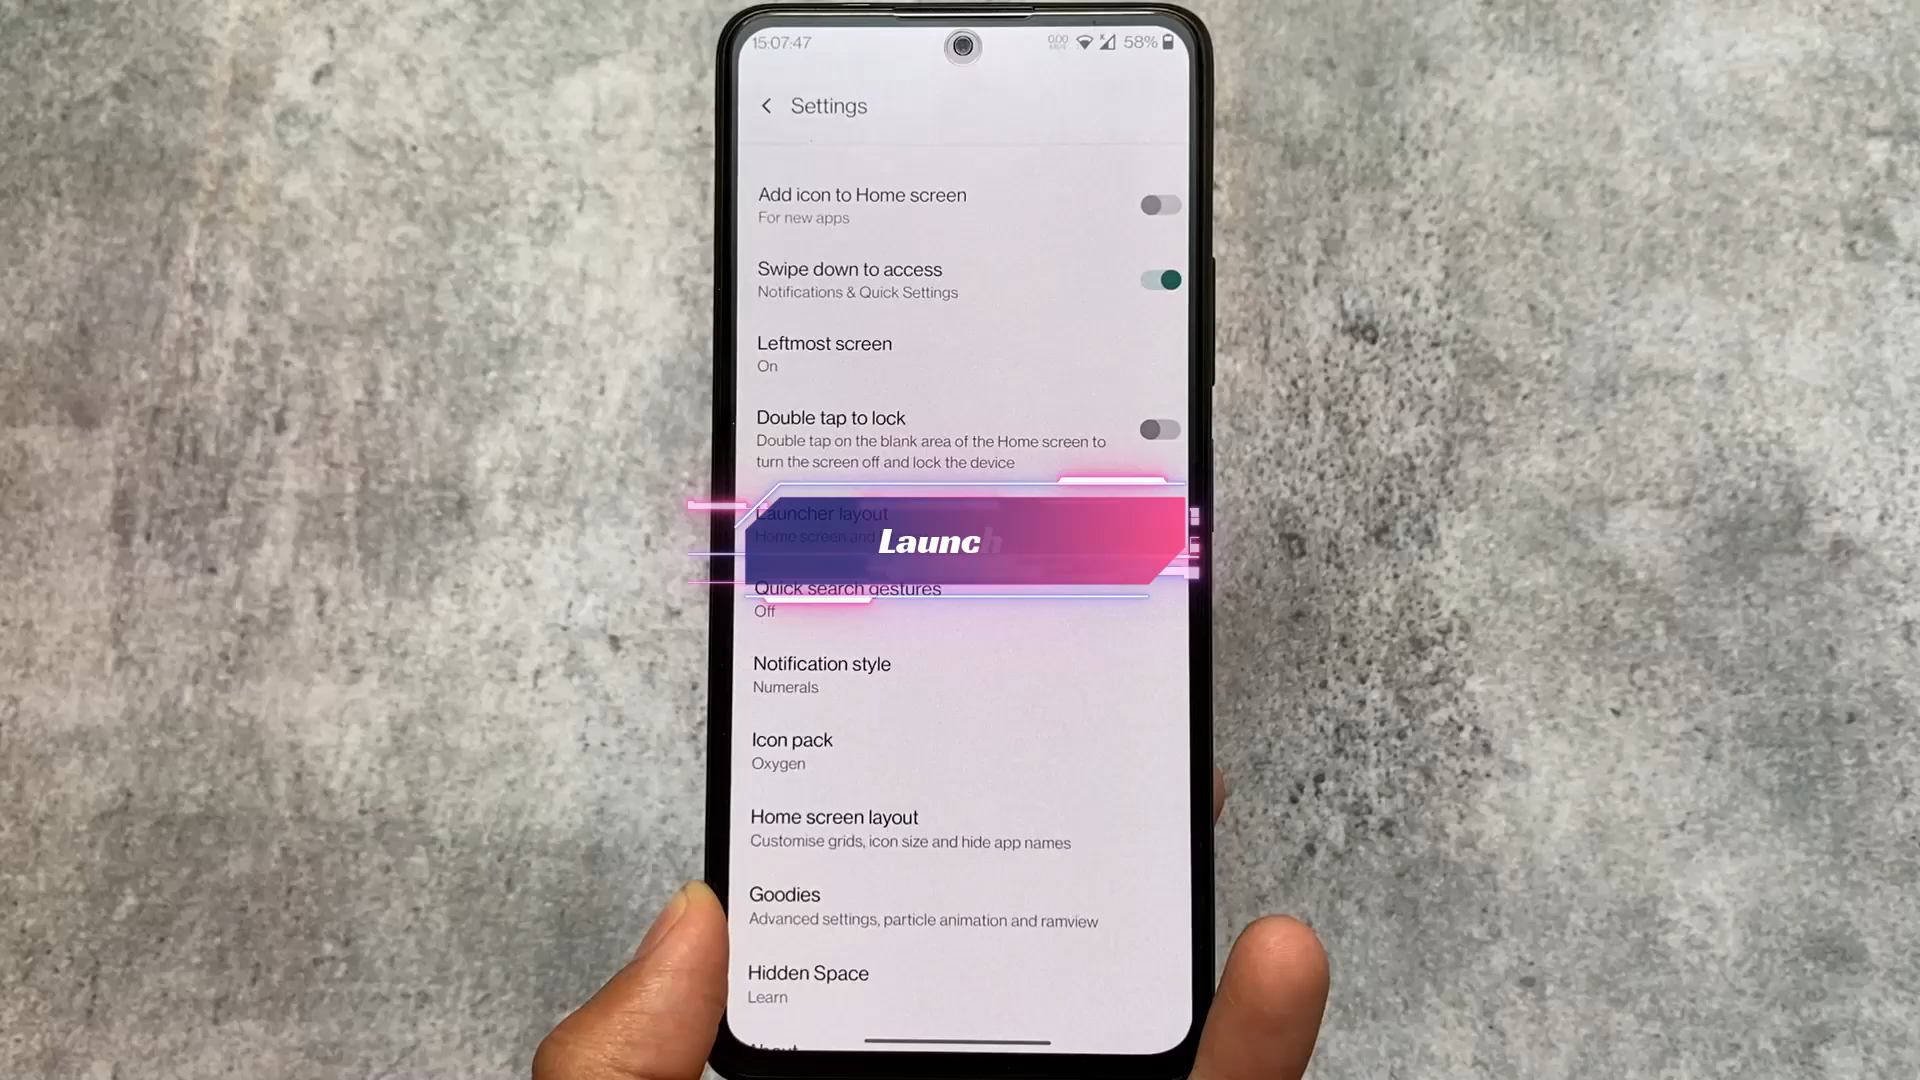 15:07:47
0.00
58%
Settings
Add icon to Home screen
For new apps
Swipe down to access
Notifications & Quick Settings
Leftmost screen
On
Double tap to lock
Double tap on the blank area of the Home screen to
turn the screen off and lock the device
Launcher layout
Home screen and
Launch
Quick search gestures
Off
Notification style
Numerals
Icon pack
Oxygen
Home screen layout
Customise grids, icon size and hide app names
Goodies
Advanced settings, particle animation and ramview
Hidden Space
Learn
About